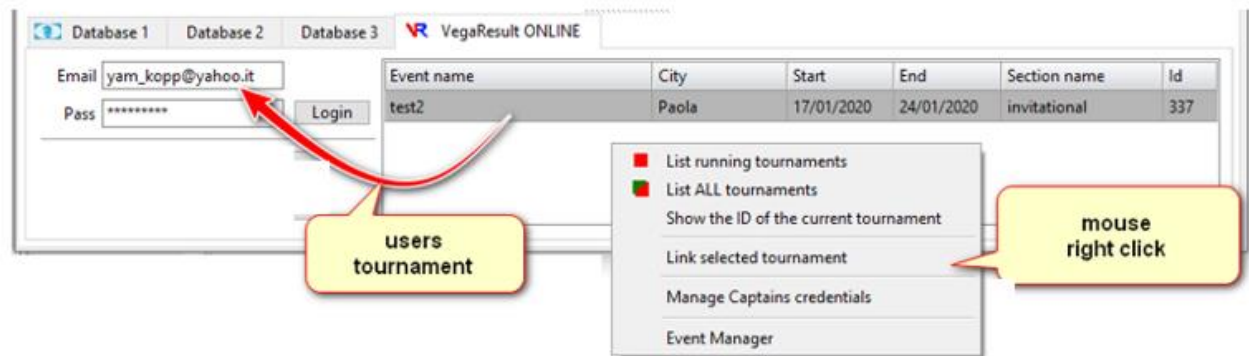 Database 1 Database 2 Database 3 VR VegaResult ONLINE
Email yam_kopp@yahoo.it
Pass ********* Login
Event name City Start End Section name Id
test2 Paola 17/01/2020 24/01/2020 invitational 337
List running tournaments
List ALL tournaments
Show the ID of the current tournament
Link selected tournament
Manage Captains credentials
Event Manager
users
tournament
mouse
right click